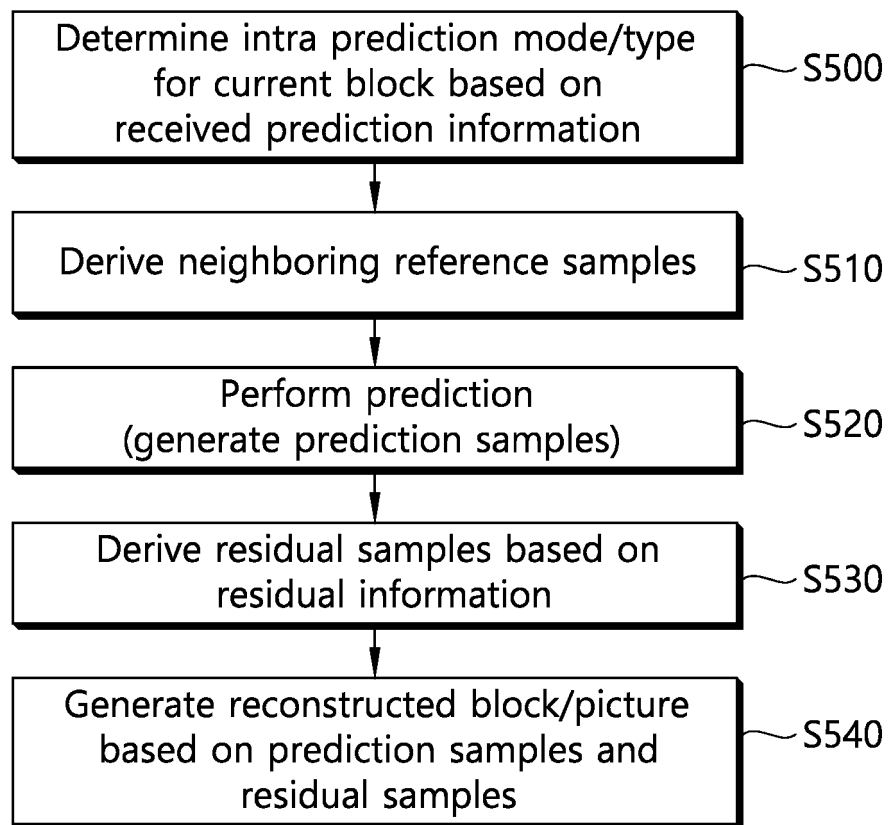 Determine intra prediction mode/type
for current block based on
received prediction information
S500
Derive neighboring reference samples
S510
Perform prediction
(generate prediction samples)
S520
Derive residual samples based on
residual information
S530
Generate reconstructed block/picture
based on prediction samples and
residual samples
S540